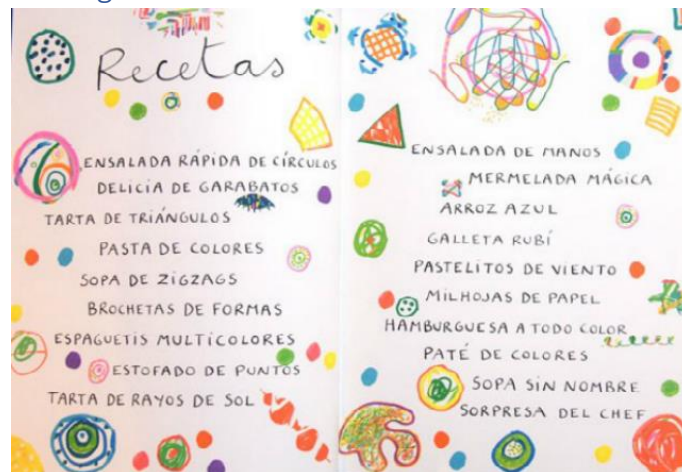 Recetas
ENSALADA RÁPIDA DE CÍRCULOS
DELICIA DE GARABATOS
TARTA DE TRIÁNGULOS
PASTA DE COLORES
SOPA DE ZIGZAGS
BROCHETAS DE FORMAS
ESPAGUETIS MULTICOLORES
ESTOFADO DE PUNTOS
TARTA DE RAYOS DE SOL
ENSALADA DE MANOS
MERMELADA MÁGICA
ARROZ AZUL
GALLETA RUBÍ
PASTELITOS DE VIENTO
MILHOJAS DE PAPEL
HAMBURGUESA A TODO COLOR
PATÉ DE COLORES
SOPA SIN NOMBRE
SORPRESA DEL CHEF